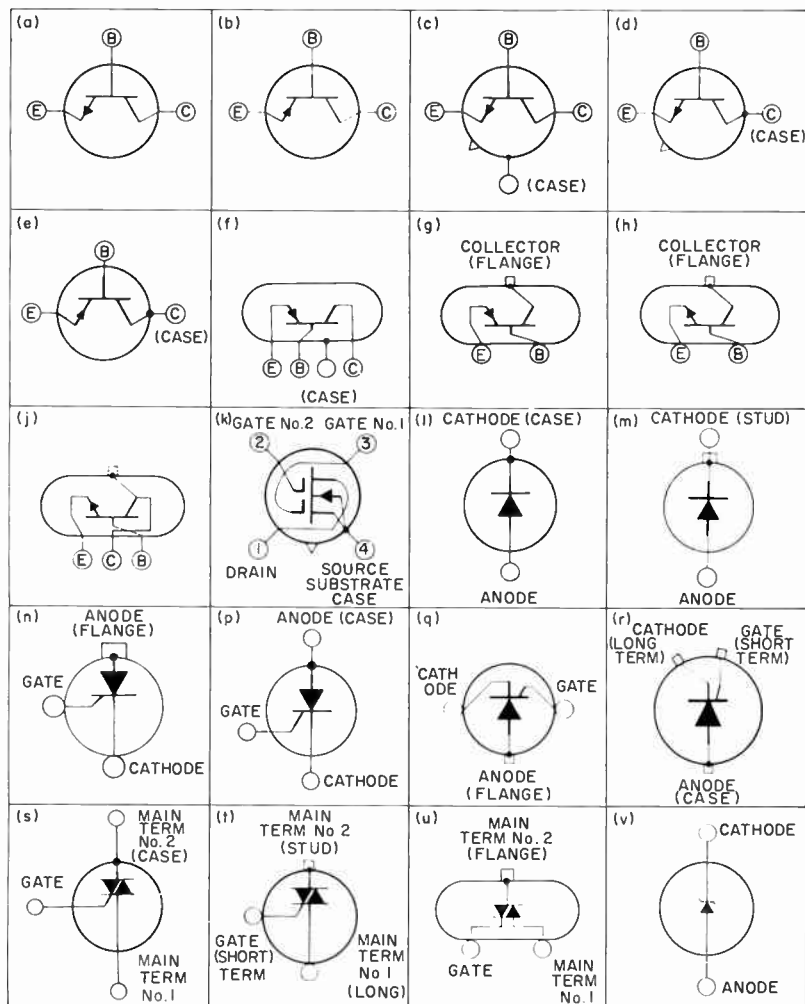 (a)
B
E
C
(b)
B
E
C
(c)
B
E
C
(CASE)
(d)
B
E
C
(CASE)
(e)
B
E
C
(CASE)
(f)
E
B
C
(CASE)
(g)
COLLECTOR
(FLANGE)
E
B
(h)
COLLECTOR
(FLANGE)
E
B
(j)
E
C
B
(k)
GATE No.2
GATE No.1
2
3
1
4
DRAIN
SOURCE
SUBSTRATE
CASE
(l)
CATHODE (CASE)
ANODE
(m)
CATHODE (STUD)
ANODE
(n)
ANODE
(FLANGE)
GATE
CATHODE
(p)
ANODE (CASE)
GATE
CATHODE
(q)
CATH
ODE
GATE
ANODE
(FLANGE)
(r)
CATHODE
(LONG
TERM)
GATE
(SHORT
TERM)
ANODE
(CASE)
(s)
MAIN
TERM
No.2
(CASE)
GATE
MAIN
TERM
No.1
(t)
MAIN
TERM No 2
(STUD)
GATE
(SHORT)
TERM
MAIN
TERM
No 1
(LONG)
(u)
MAIN
TERM No.2
(FLANGE)
GATE
MAIN
TERM No.1
(v)
CATHODE
ANODE